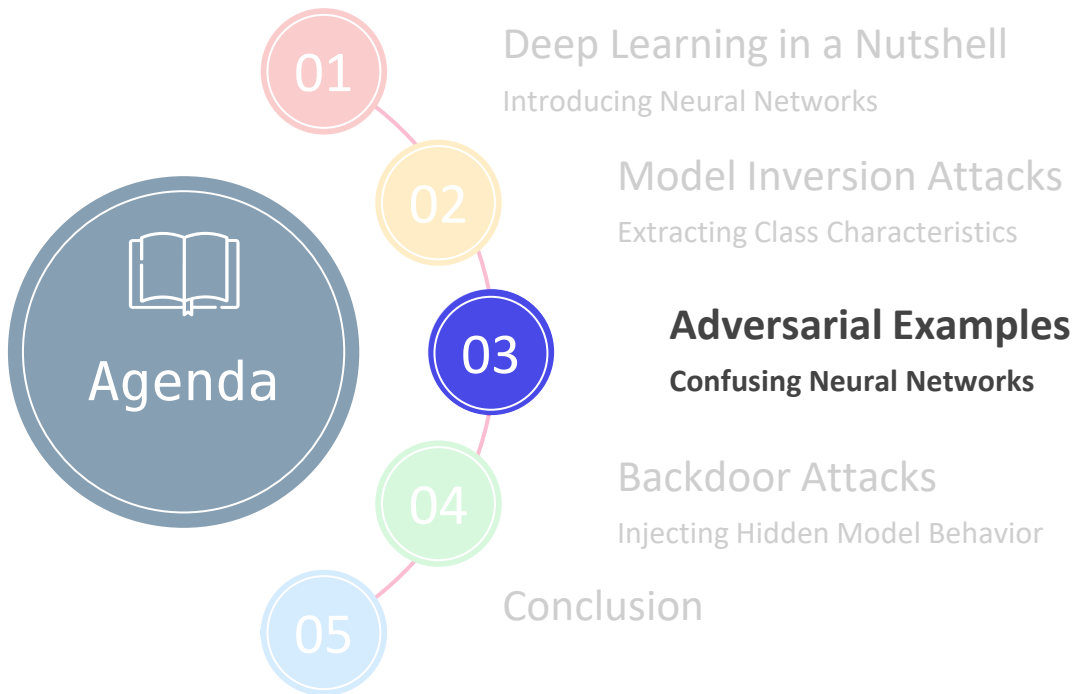 01
Deep Learning in a Nutshell
Introducing Neural Networks
02
Model Inversion Attacks
Extracting Class Characteristics
Agenda
03
Adversarial Examples
Confusing Neural Networks
04
Backdoor Attacks
Injecting Hidden Model Behavior
05
Conclusion